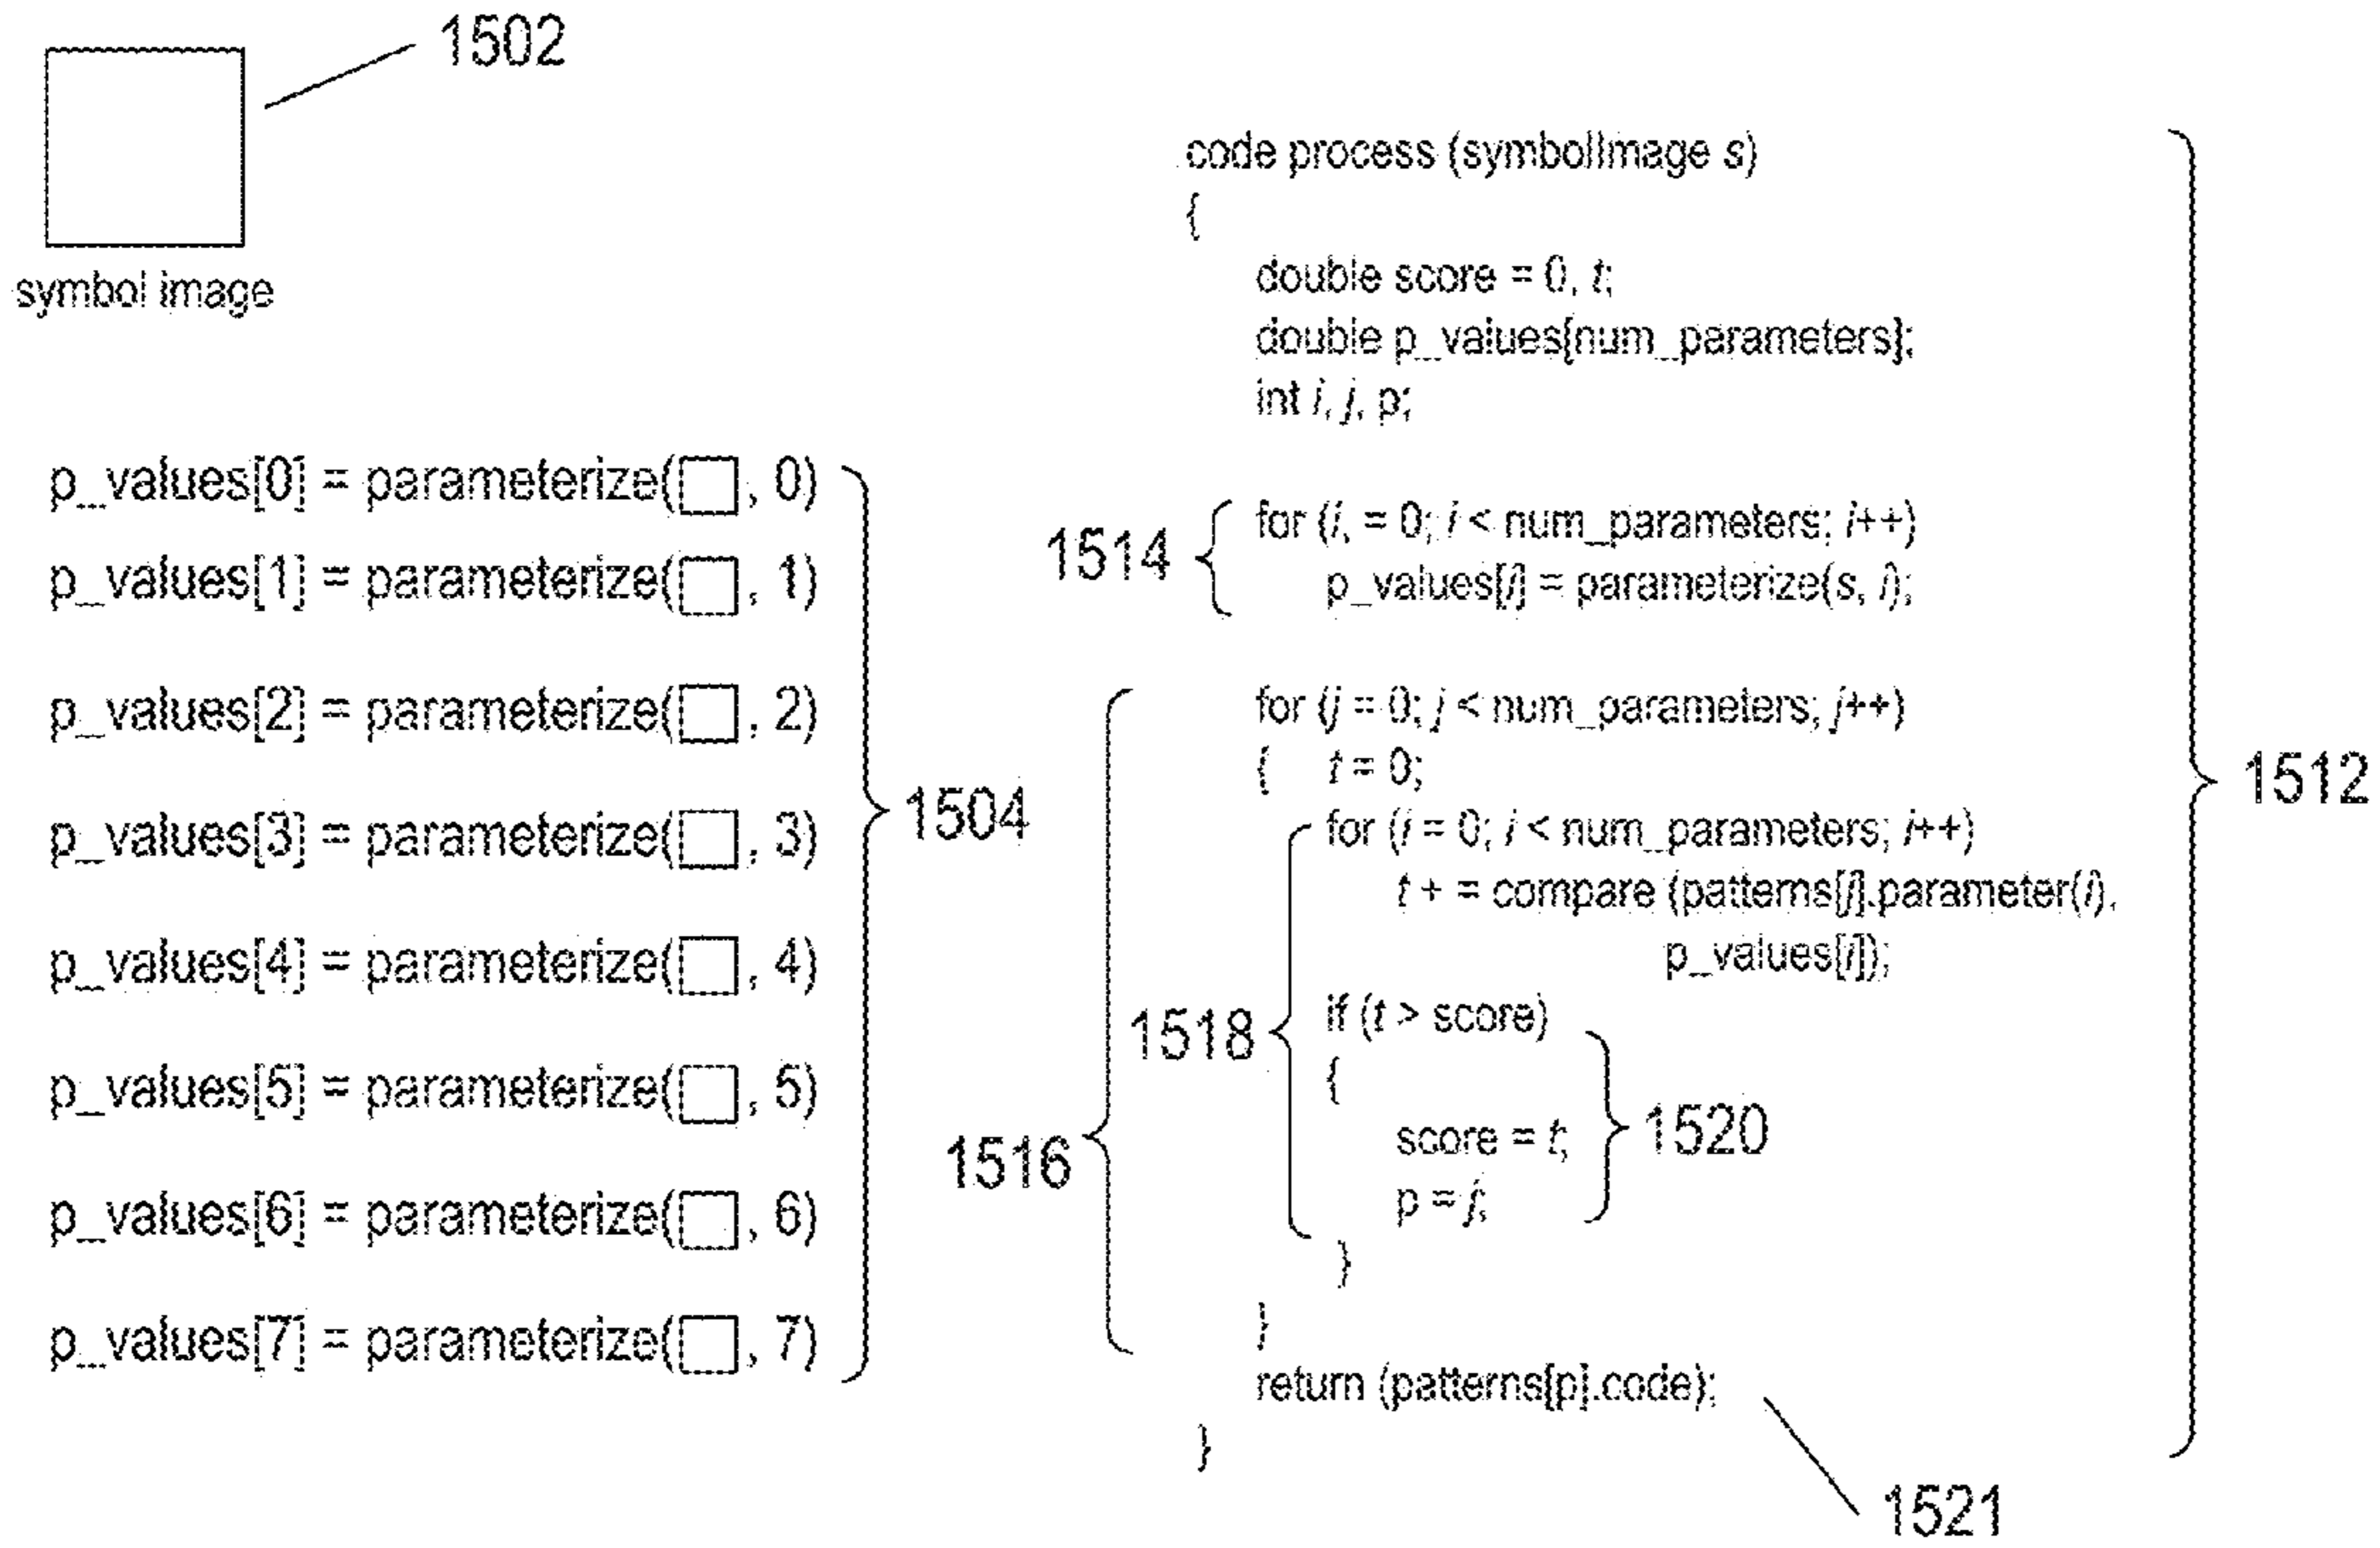 1502
symbol image
p_values[0] = parameterize(□, 0)
p_values[1] = parameterize(□, 1)
p_values[2] = parameterize(□, 2)
p_values[3] = parameterize(□, 3)
p_values[4] = parameterize(□, 4)
p_values[5] = parameterize(□, 5)
p_values[6] = parameterize(□, 6)
p_values[7] = parameterize(□, 7)
1504
code process (symbolImage s)
{
double score = 0, t;
double p_values[num_parameters];
int i, j, p;
1514
for (i, = 0; i < num_parameters; i++)
p_values[i] = parameterize(s, i);
1516
for (j = 0; j < num_parameters; j++)
{ t = 0;
1518
for (i = 0; i < num_parameters; i++)
t + = compare (patterns[j].parameter(i),
p_values[i]);
if (t > score)
{
score = t;
p = j;
1520
}
}
return (patterns[p].code);
}
1512
1521